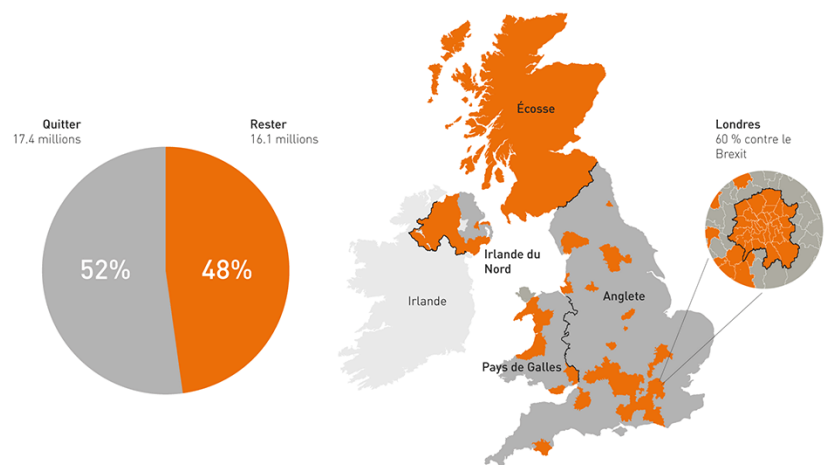 Quitter
17.4 millions
Rester
16.1 millions
52%
48%
Écosse
Irlande du
Nord
Irlande
Anglete
Pays de Galles
Londres
60 % contre le
Brexit